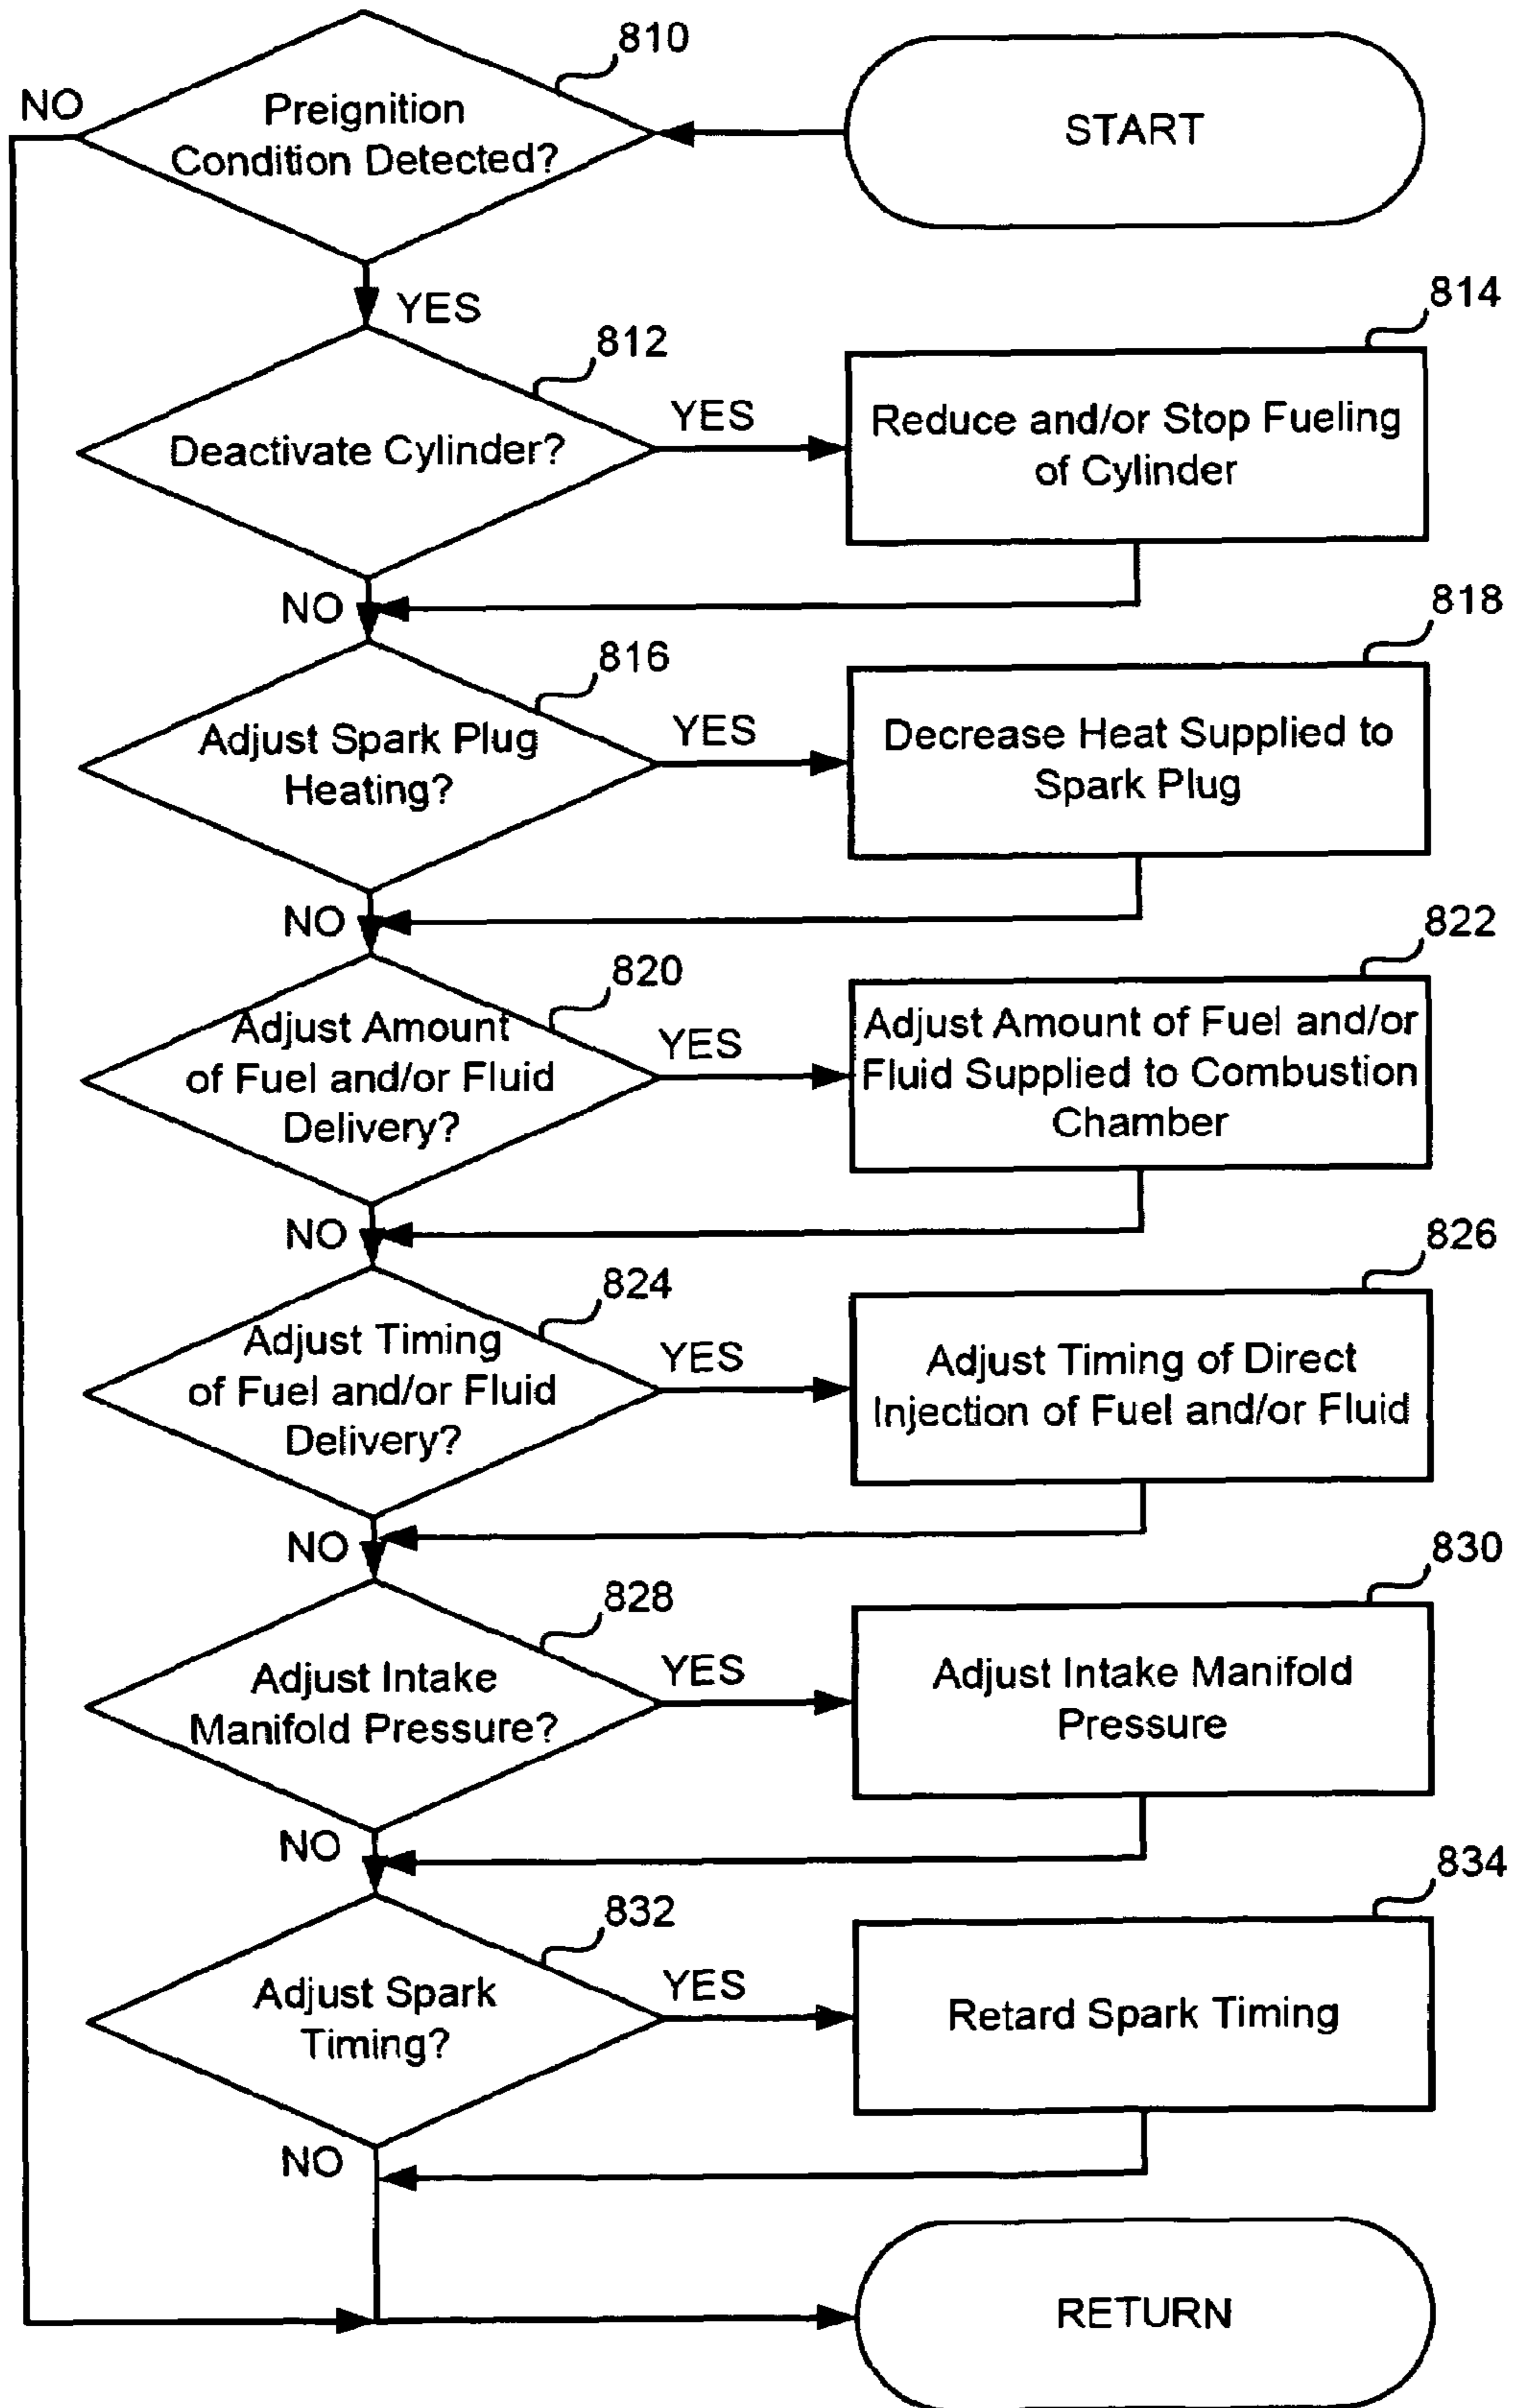 810
NO
Preignition
Condition Detected?
START
YES
812
814
Deactivate Cylinder?
YES
Reduce and/or Stop Fueling
of Cylinder
NO
816
818
Adjust Spark Plug
Heating?
YES
Decrease Heat Supplied to
Spark Plug
NO
820
822
Adjust Amount
of Fuel and/or Fluid
Delivery?
YES
Adjust Amount of Fuel and/or
Fluid Supplied to Combustion
Chamber
NO
824
826
Adjust Timing
of Fuel and/or Fluid
Delivery?
YES
Adjust Timing of Direct
Injection of Fuel and/or Fluid
NO
828
830
Adjust Intake
Manifold Pressure?
YES
Adjust Intake Manifold
Pressure
NO
832
834
Adjust Spark
Timing?
YES
Retard Spark Timing
NO
RETURN